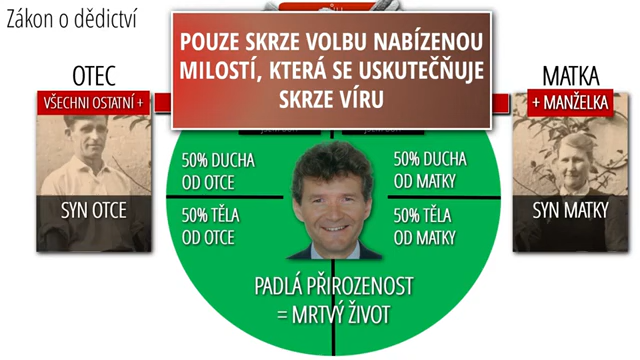 Zákon o dědictví
POUZE SKRZE VOLBU NABÍZENOU
MILOSTÍ, KTERÁ SE USKUTEČŇUJE
SKRZE VÍRU
OTEC
VŠICHNI OSTATNÍ +
MATKA
+ MANŽELKA
50% DUCHA
OD OTCE
50% DUCHA
OD MATKY
50% TĚLA
OD OTCE
50% TĚLA
OD MATKY
SYN OTCE
SYN MATKY
PADLÁ PŘIROZENOST
= MRTVÝ ŽIVOT